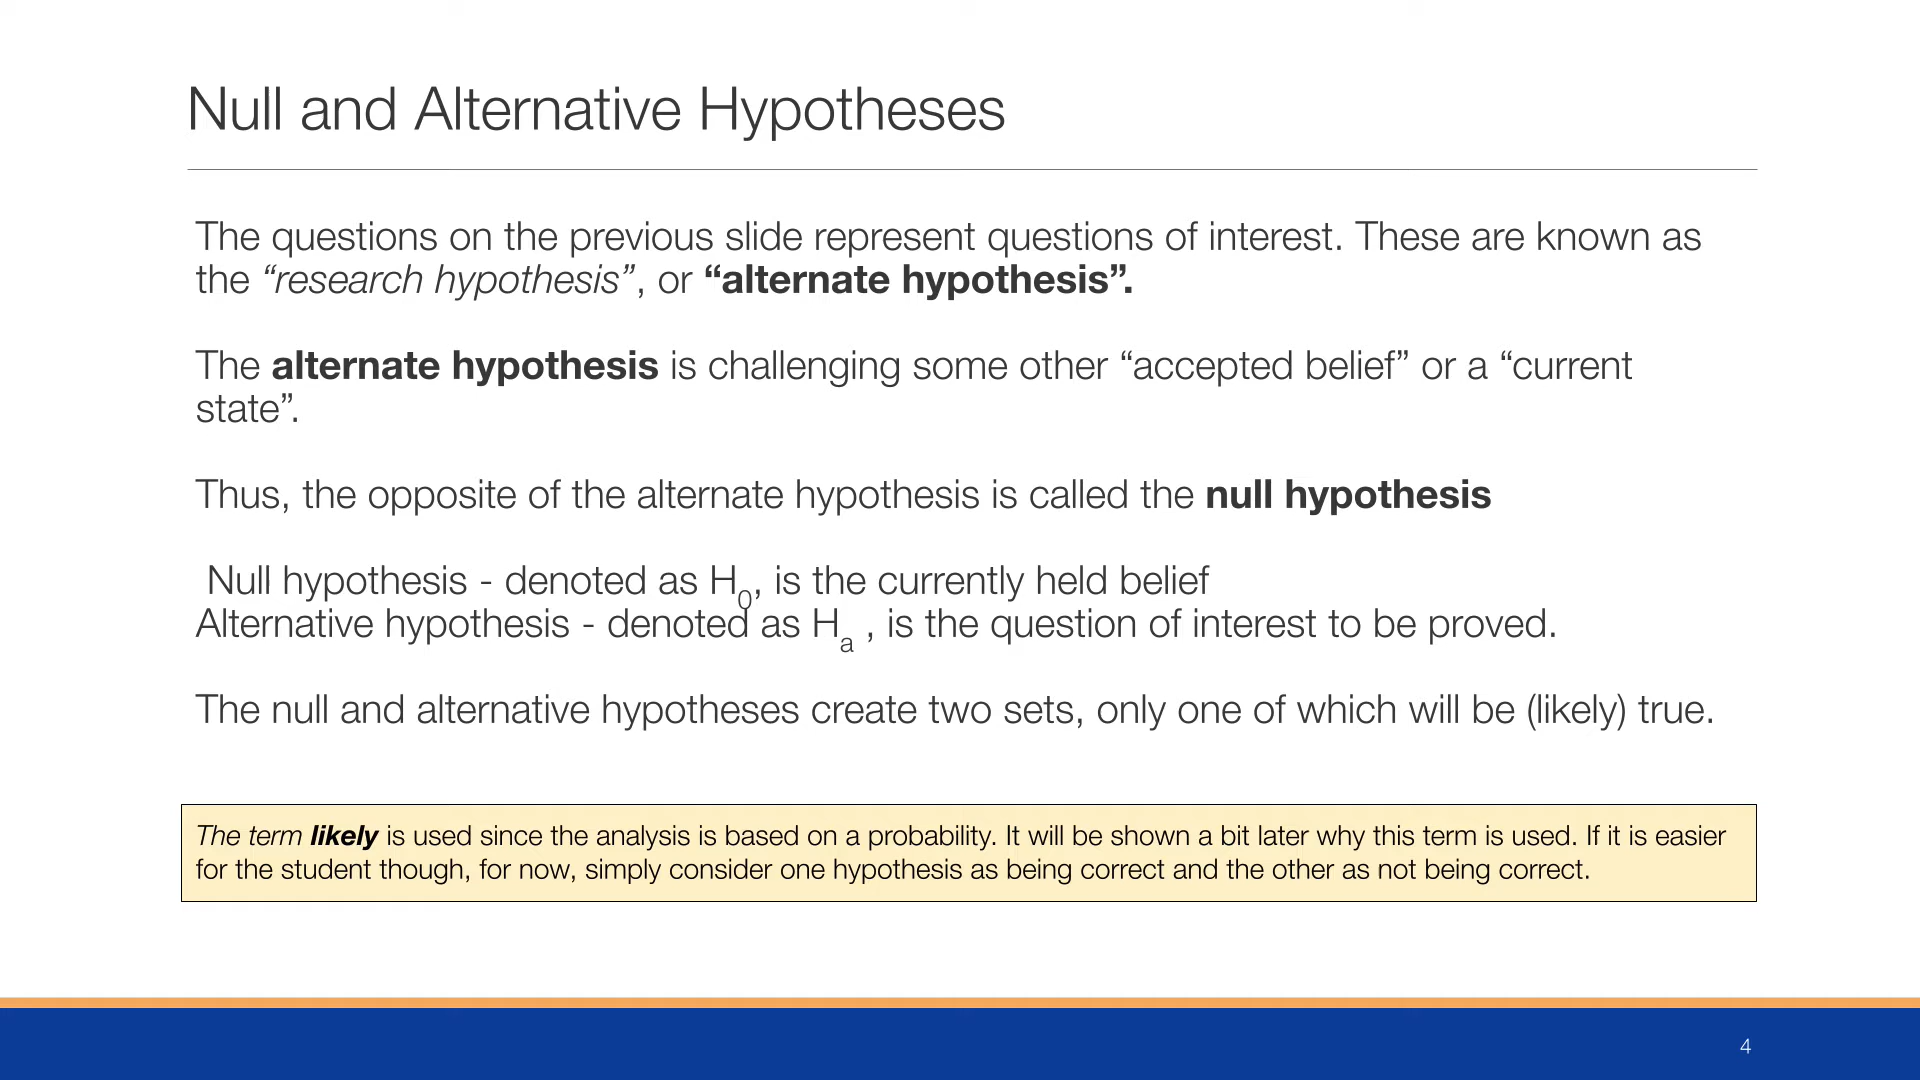 Null and Alternative Hypotheses
The questions on the previous slide represent questions of interest. These are known as
the “research hypothesis”, or “alternate hypothesis”.
The alternate hypothesis is challenging some other “accepted belief” or a “current
state”.
Thus, the opposite of the alternate hypothesis is called the null hypothesis
Null hypothesis - denoted as H0, is the currently held belief
Alternative hypothesis - denoted as Ha , is the question of interest to be proved.
The null and alternative hypotheses create two sets, only one of which will be (likely) true.
The term likely is used since the analysis is based on a probability. It will be shown a bit later why this term is used. If it is easier
for the student though, for now, simply consider one hypothesis as being correct and the other as not being correct.
4